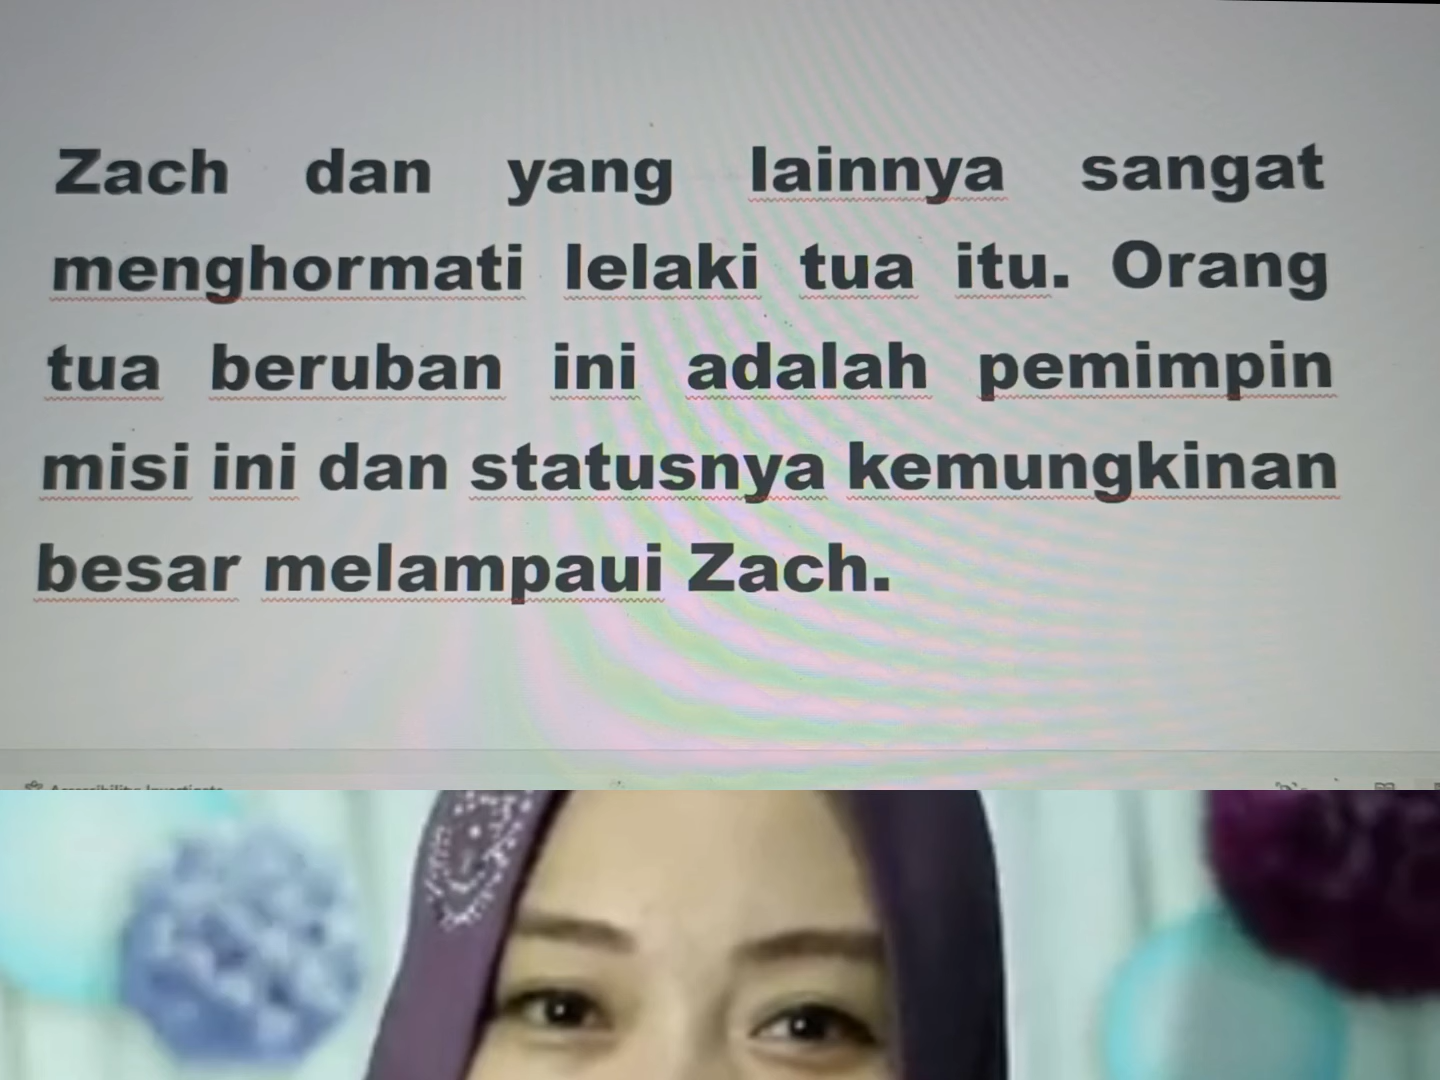 Zach dan yang lainnya sangat
menghormati lelaki tua itu. Orang
tua beruban ini adalah pemimpin
misi ini dan statusnya kemungkinan
besar melampaui Zach.